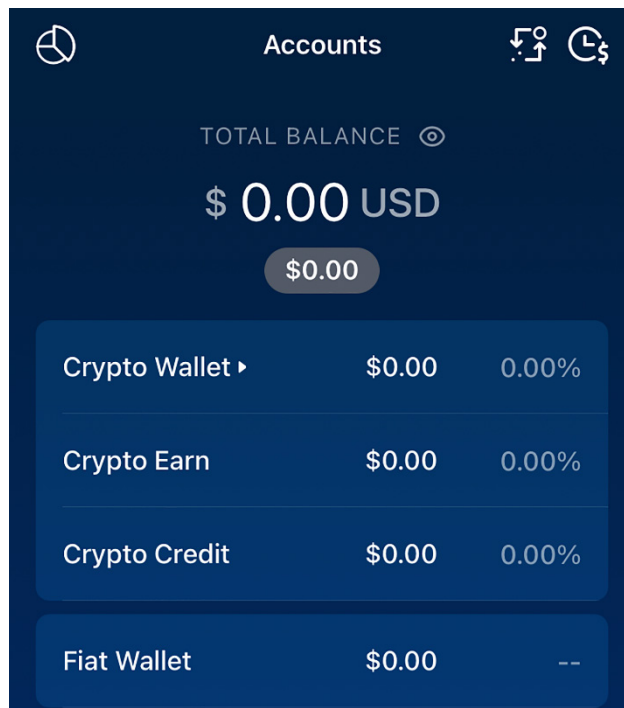 Accounts
TOTAL BALANCE
$ 0.00 USD
$0.00
Crypto Wallet $0.00 0.00%
Crypto Earn $0.00 0.00%
Crypto Credit $0.00 0.00%
Fiat Wallet $0.00 --